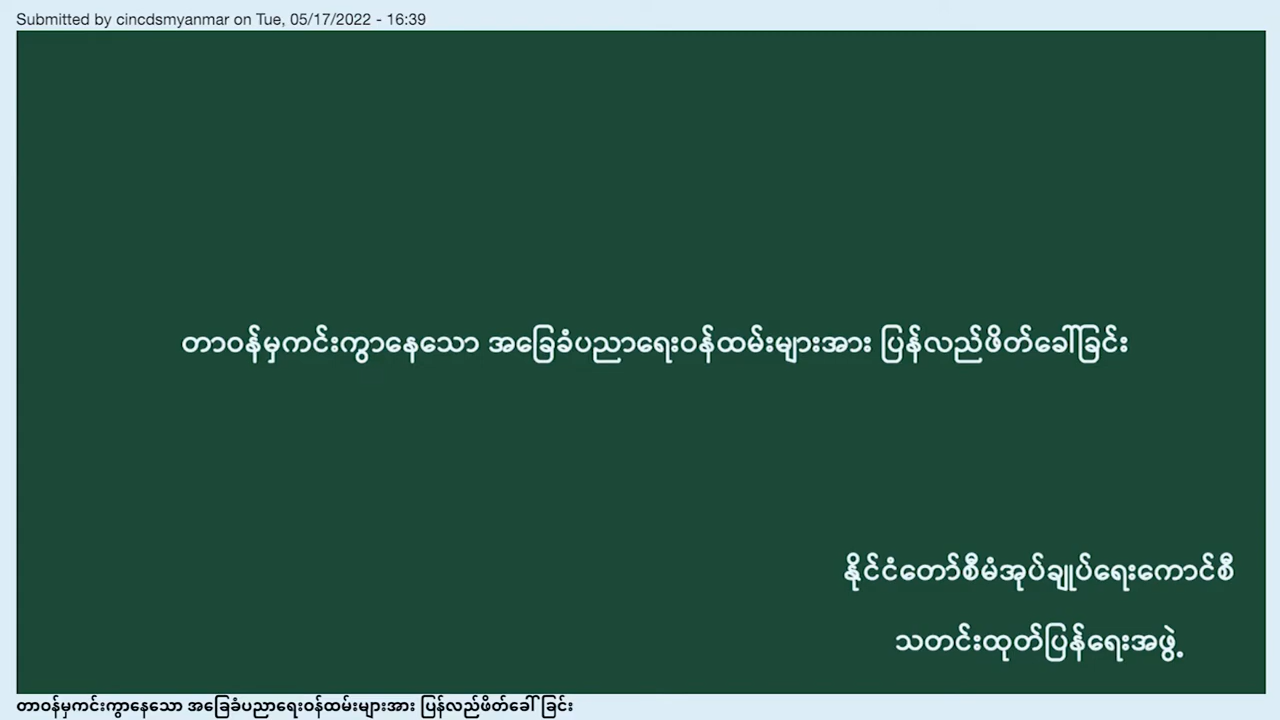 Submitted by cincdsmyanmar on Tue, 05/17/2022 - 16:39
တာဝန်မှကင်းကွာနေသော အခြေခံပညာရေးဝန်ထမ်းများအား ပြန်လည်ဖိတ်ခေါ်ခြင်း
နိုင်ငံတော်စီမံအုပ်ချုပ်ရေးကောင်စီ
သတင်းထုတ်ပြန်ရေးအဖွဲ့
တာဝန်မှကင်းကွာနေသော အခြေခံပညာရေးဝန်ထမ်းများအား ပြန်လည်ဖိတ်ခေါ်ခြင်း